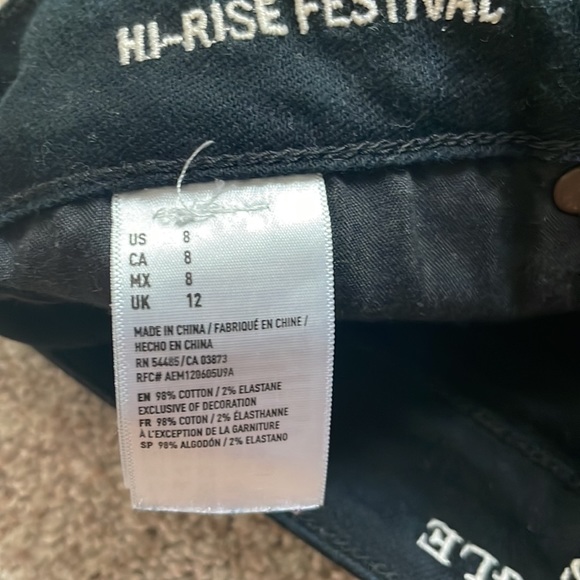 HI-RISE FESTIVAL
US 8
CA 8
MX 8
UK 12
MADE IN CHINA / FABRIQUÉ EN CHINE /
HECHO EN CHINA
RN 54485/CA 03873
RFC# AEM120605U9A
EN 98% COTTON / 2% ELASTANE
EXCLUSIVE OF DECORATION
FR 98% COTON / 2% ÉLASTHANNE
À L'EXCEPTION DE LA GARNITURE
SP 98% ALGODÓN / 2% ELASTANO
GLE